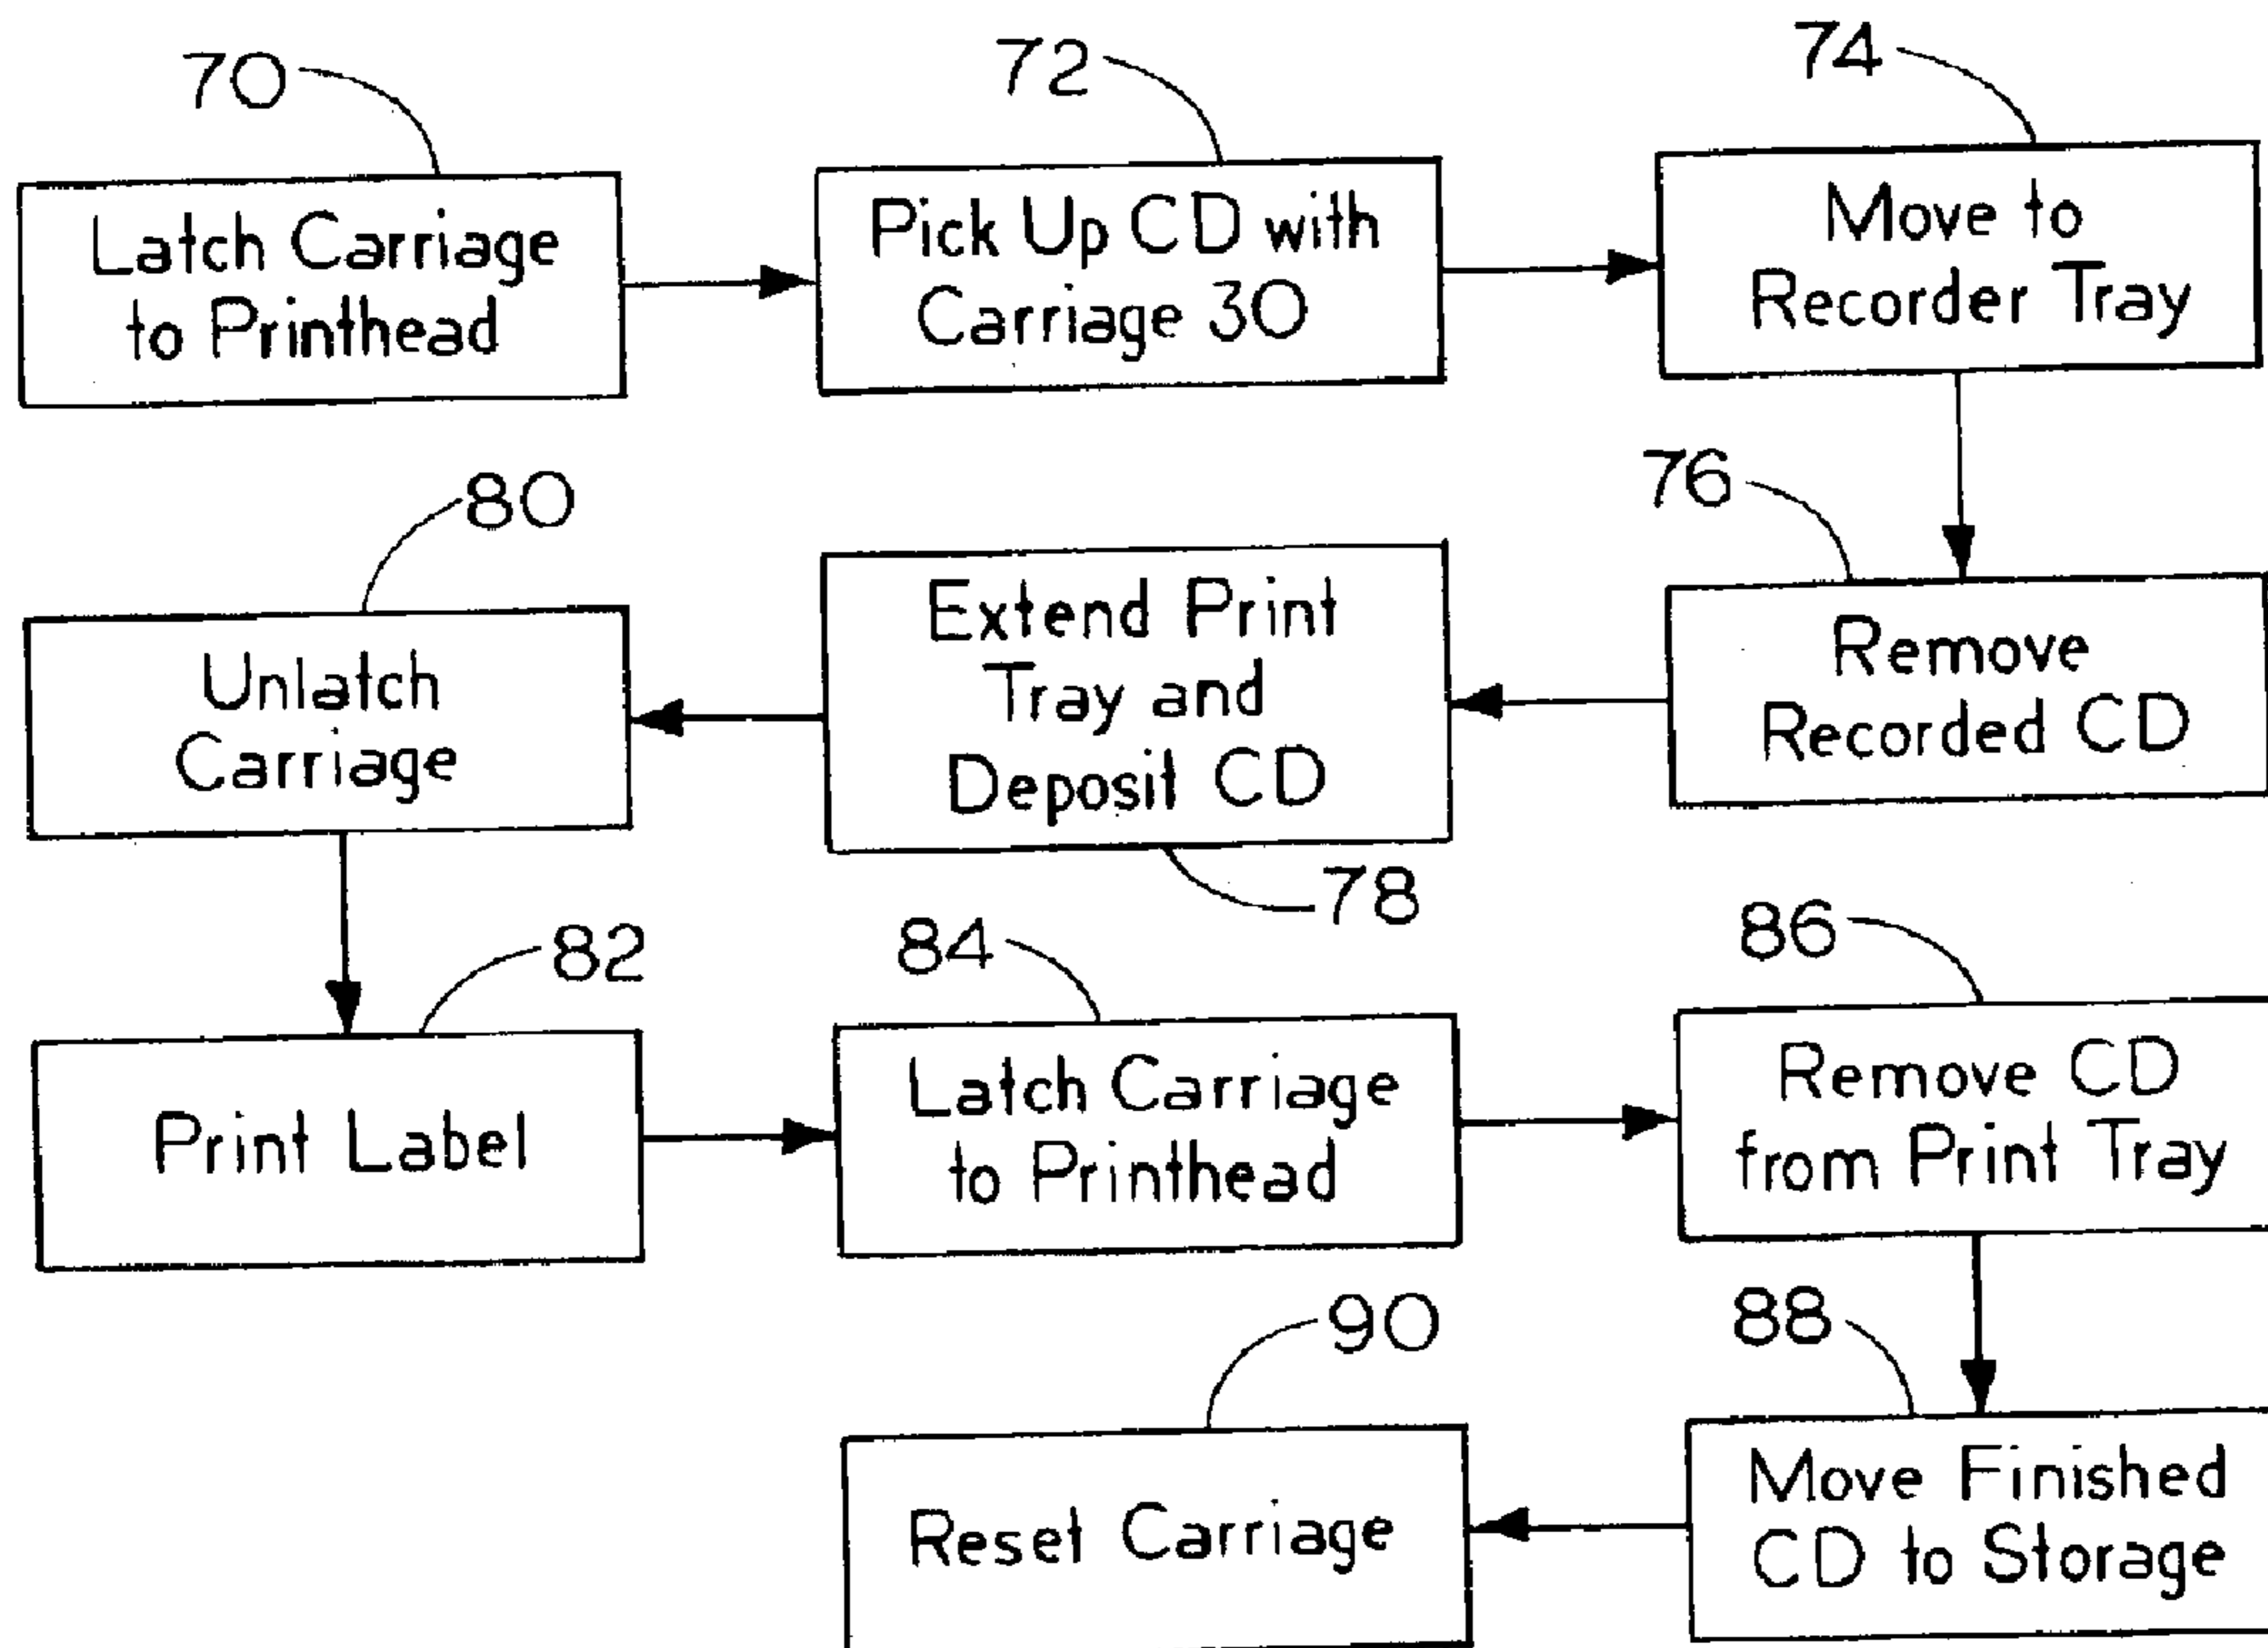 70
Latch Carriage
to Printhead
72
Pick Up CD with
Carriage 30
74
Move to
Recorder Tray
76
Remove
Recorded CD
Extend Print
Tray and
Deposit CD
78
80
Unlatch
Carriage
82
Print Label
84
Latch Carriage
to Printhead
86
Remove CD
from Print Tray
88
Move Finished
CD to Storage
90
Reset Carriage